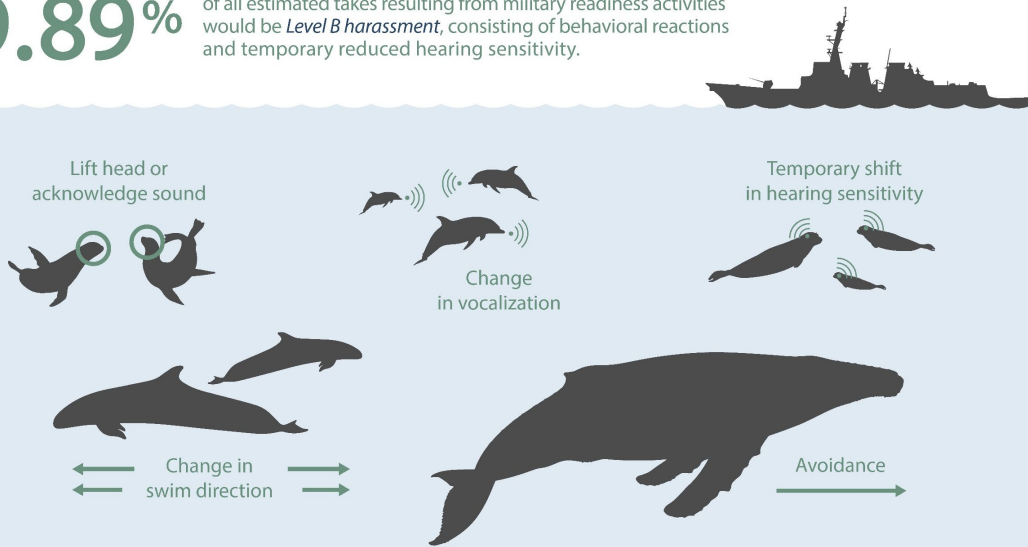 9.89%
of all estimated takes resulting from military readiness activities
would be Level B harassment, consisting of behavioral reactions
and temporary reduced hearing sensitivity.
Lift head or
acknowledge sound
Change
in vocalization
Temporary shift
in hearing sensitivity
Change in
swim direction
Avoidance